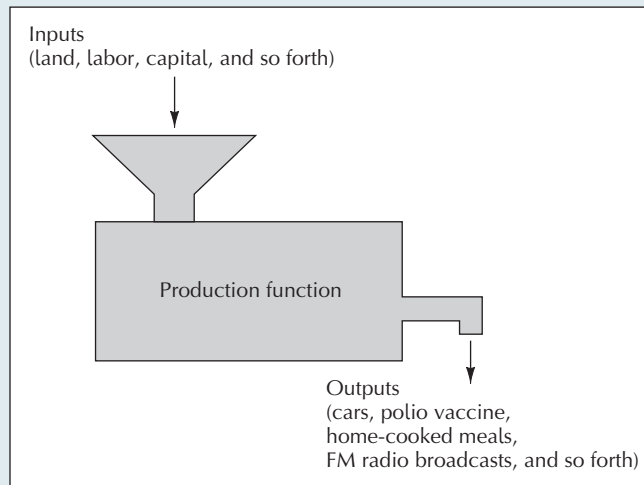 Inputs
(land, labor, capital, and so forth)
Production function
Outputs
(cars, polio vaccine,
home-cooked meals,
FM radio broadcasts, and so forth)